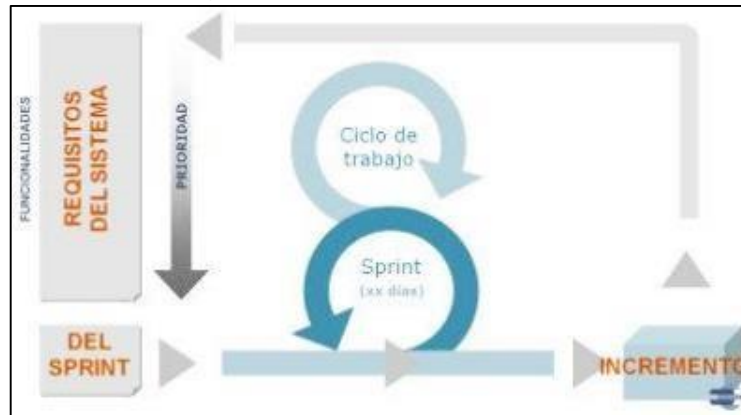 FUNCIONALIDADES
REQUISITOS
DEL SISTEMA
PRIORIDAD
Ciclo de
trabajo
Sprint
(xx días)
DEL
SPRINT
INCREMENTO